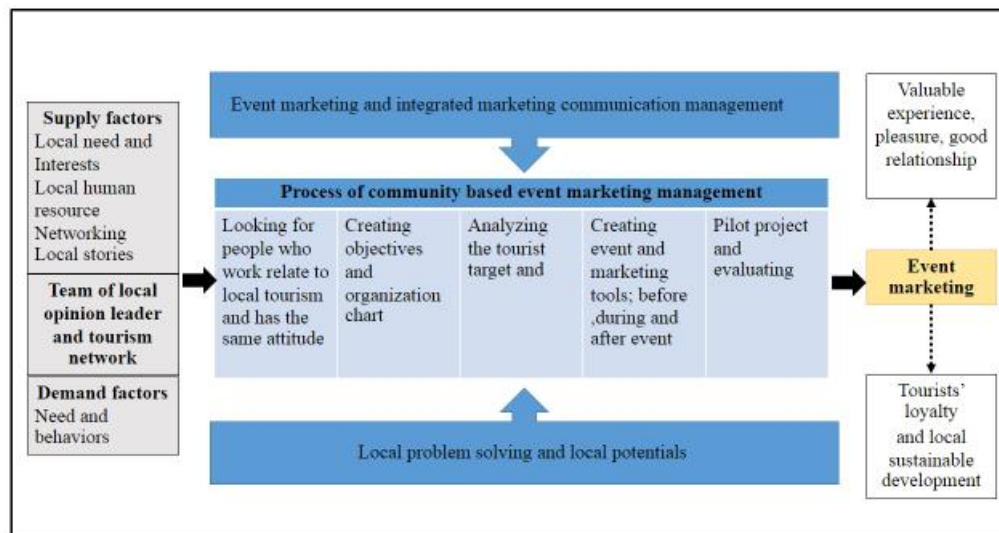 Supply factors
Local need and
Interests
Local human
resource
Networking
Local stories
Team of local
opinion leader
and tourism
network
Demand factors
Need and
behaviors
Event marketing and integrated marketing communication management
Process of community based event marketing management
Looking for
people who
work relate to
local tourism
and has the
same attitude
Creating
objectives
and
organization
chart
Analyzing
the tourist
target and
Creating
event and
marketing
tools; before
,during and
after event
Pilot project
and
evaluating
Local problem solving and local potentials
Valuable
experience,
pleasure, good
relationship
Event
marketing
Tourists’
loyalty
and local
sustainable
development